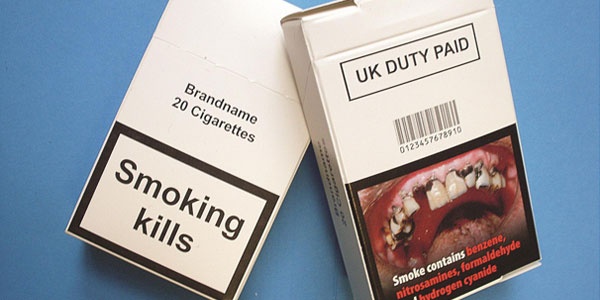 Brandname
20 Cigarettes
Smoking
kills
UK DUTY PAID
0123457678910
Smoke contains benzene,
nitrosamines, formaldehyde
and hydrogen cyanide